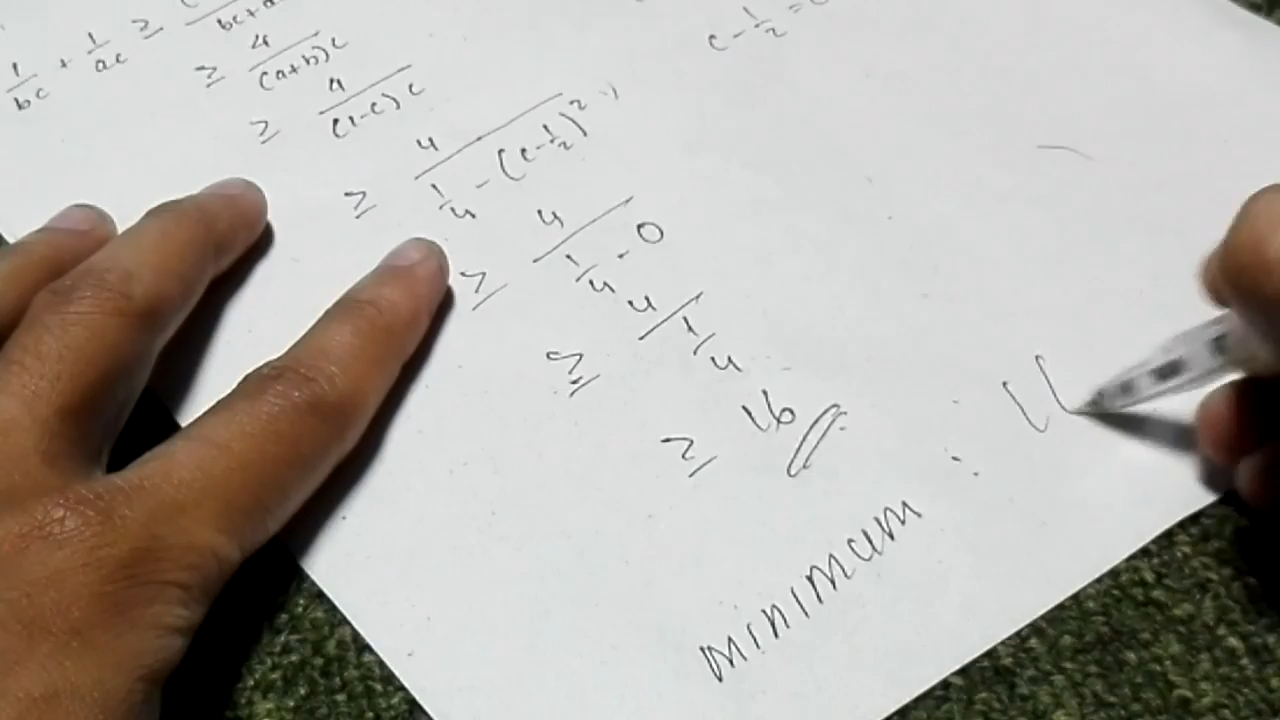 1/bc + 1/ac ≥
≥ 4/(a+b)c
≥ 4/(1-c)c
≥ 4/(1/4 - (c-1/2)²)
≥ 4/(1/4 - 0)
≥ 4/(1/4)
≥ 16
c - 1/2 =
minimum :